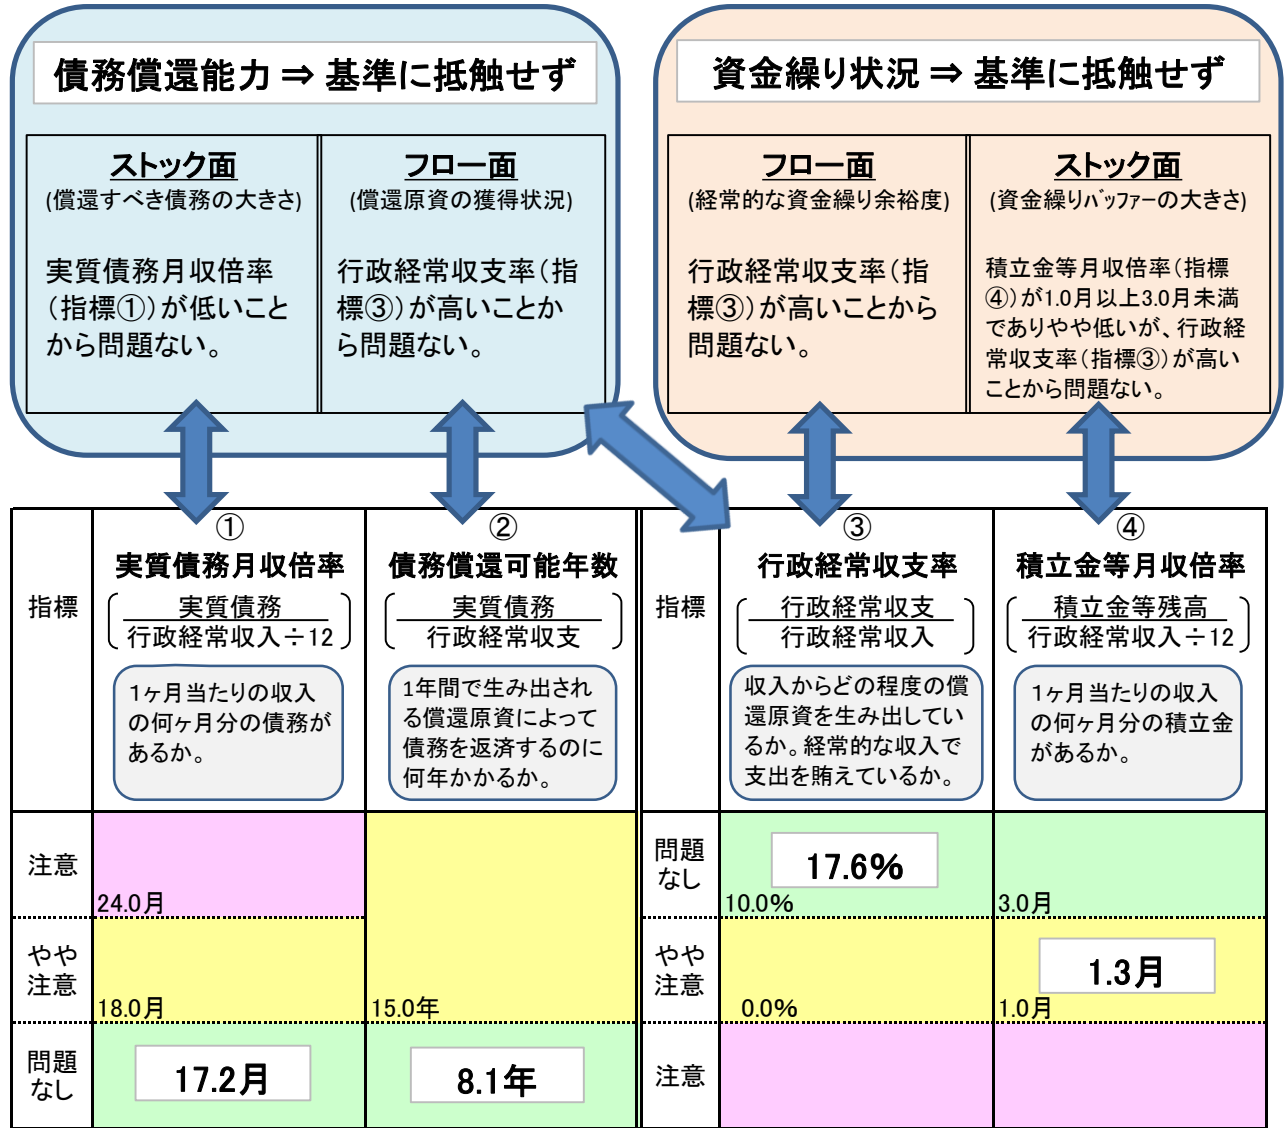 債務償還能力 ⇒ 基準に抵触せず
ストック面
(償還すべき債務の大きさ)
実質債務月収倍率
（指標①）が低いこと
から問題ない。
フロー面
(償還原資の獲得状況)
行政経常収支率（指
標③）が高いことか
ら問題ない。
資金繰り状況 ⇒ 基準に抵触せず
フロー面
(経常的な資金繰り余裕度)
行政経常収支率（指
標③）が高いことから
問題ない。
ストック面
(資金繰りﾊﾞｯﾌｧｰの大きさ)
積立金等月収倍率（指標
④）が1.0月以上3.0月未満
でありやや低いが、行政経
常収支率（指標③）が高い
ことから問題ない。
指標
①
実質債務月収倍率
実質債務
行政経常収入÷12
1ヶ月当たりの収入
の何ヶ月分の債務が
あるか。
②
債務償還可能年数
実質債務
行政経常収支
1年間で生み出され
る償還原資によって
債務を返済するのに
何年かかるか。
指標
③
行政経常収支率
行政経常収支
行政経常収入
収入からどの程度の償
還原資を生み出してい
るか。経常的な収入で
支出を賄えているか。
④
積立金等月収倍率
積立金等残高
行政経常収入÷12
1ヶ月当たりの収入
の何ヶ月分の積立金
があるか。
注意
24.0月
問題
なし
17.6%
10.0%
3.0月
やや
注意
18.0月
15.0年
やや
注意
0.0%
1.3月
1.0月
問題
なし
17.2月
8.1年
注意